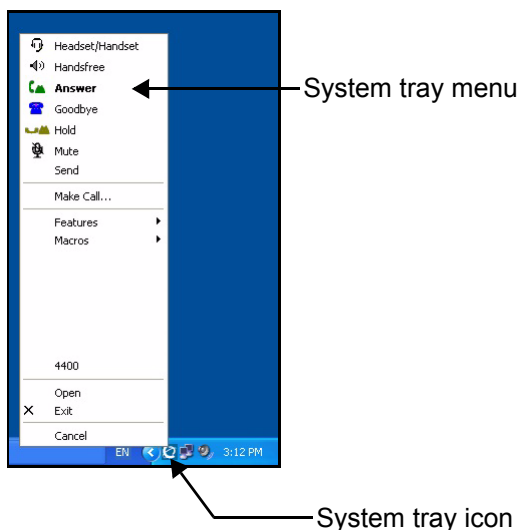 Headset/Handset
Handsfree
Answer
System tray menu
Goodbye
Hold
Mute
Send
Make Call...
Features
Macros
4400
Open
Exit
Cancel
EN 3:12 PM
System tray icon